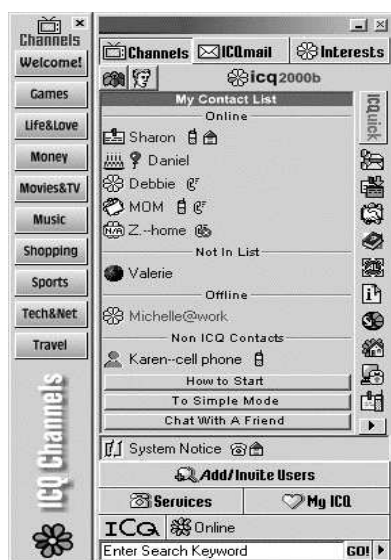 Channels
Welcome!
Games
Life&Love
Money
Movies&TV
Music
Shopping
Sports
Tech&Net
Travel
ICQ Channels
Channels ICQmail Interests
icq2000b
My Contact List
Online
Sharon
Daniel
Debbie
MOM
N/A Z.--home
Not In List
Valerie
Offline
Michelle@work
Non ICQ Contacts
Karen--cell phone
How to Start
To Simple Mode
Chat With A Friend
ICQuick
System Notice
Add/Invite Users
Services My ICQ
ICQ Online
Enter Search Keyword GO!